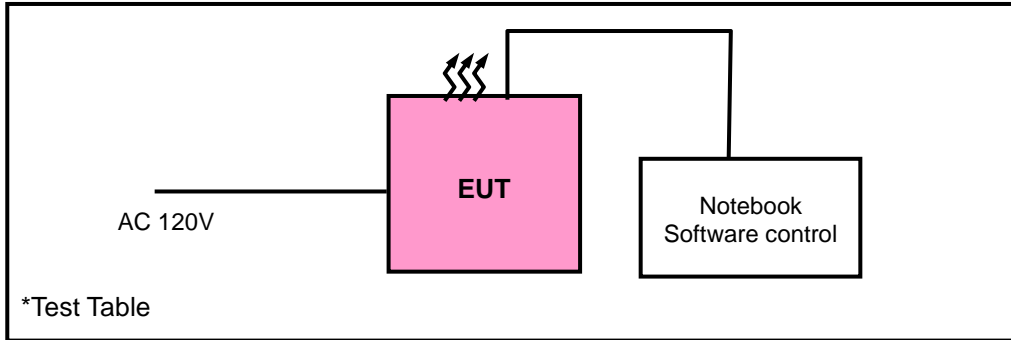 EUT
AC 120V
Notebook
Software control
*Test Table